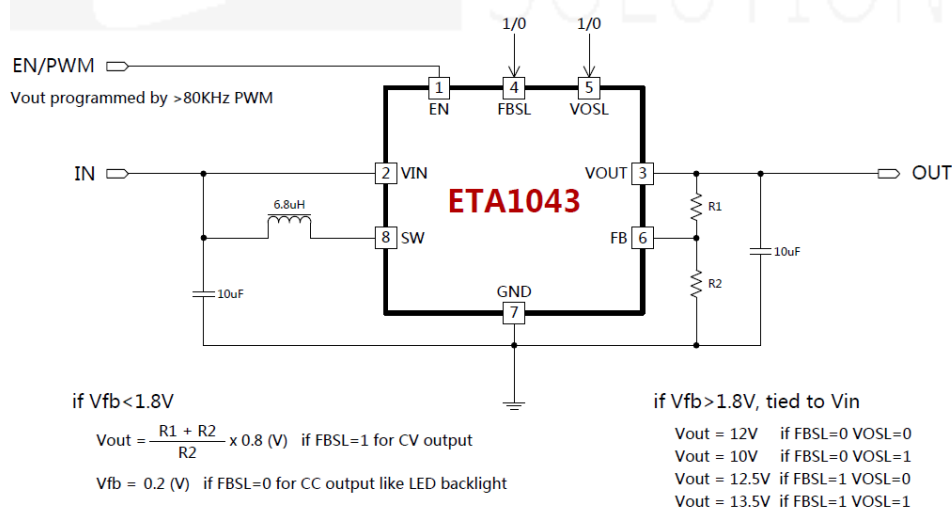 SOLUTION
1/0 1/0
EN/PWM
1 4 5
EN FBSL VOSL
Vout programmed by >80KHz PWM
IN 2 VIN VOUT 3 OUT
ETA1043
6.8uH
R1
8 SW FB 6
10uF
R2
10uF
GND
7
if Vfb<1.8V
Vout = R1 + R2 / R2 x 0.8 (V) if FBSL=1 for CV output
Vfb = 0.2 (V) if FBSL=0 for CC output like LED backlight
if Vfb>1.8V, tied to Vin
Vout = 12V if FBSL=0 VOSL=0
Vout = 10V if FBSL=0 VOSL=1
Vout = 12.5V if FBSL=1 VOSL=0
Vout = 13.5V if FBSL=1 VOSL=1